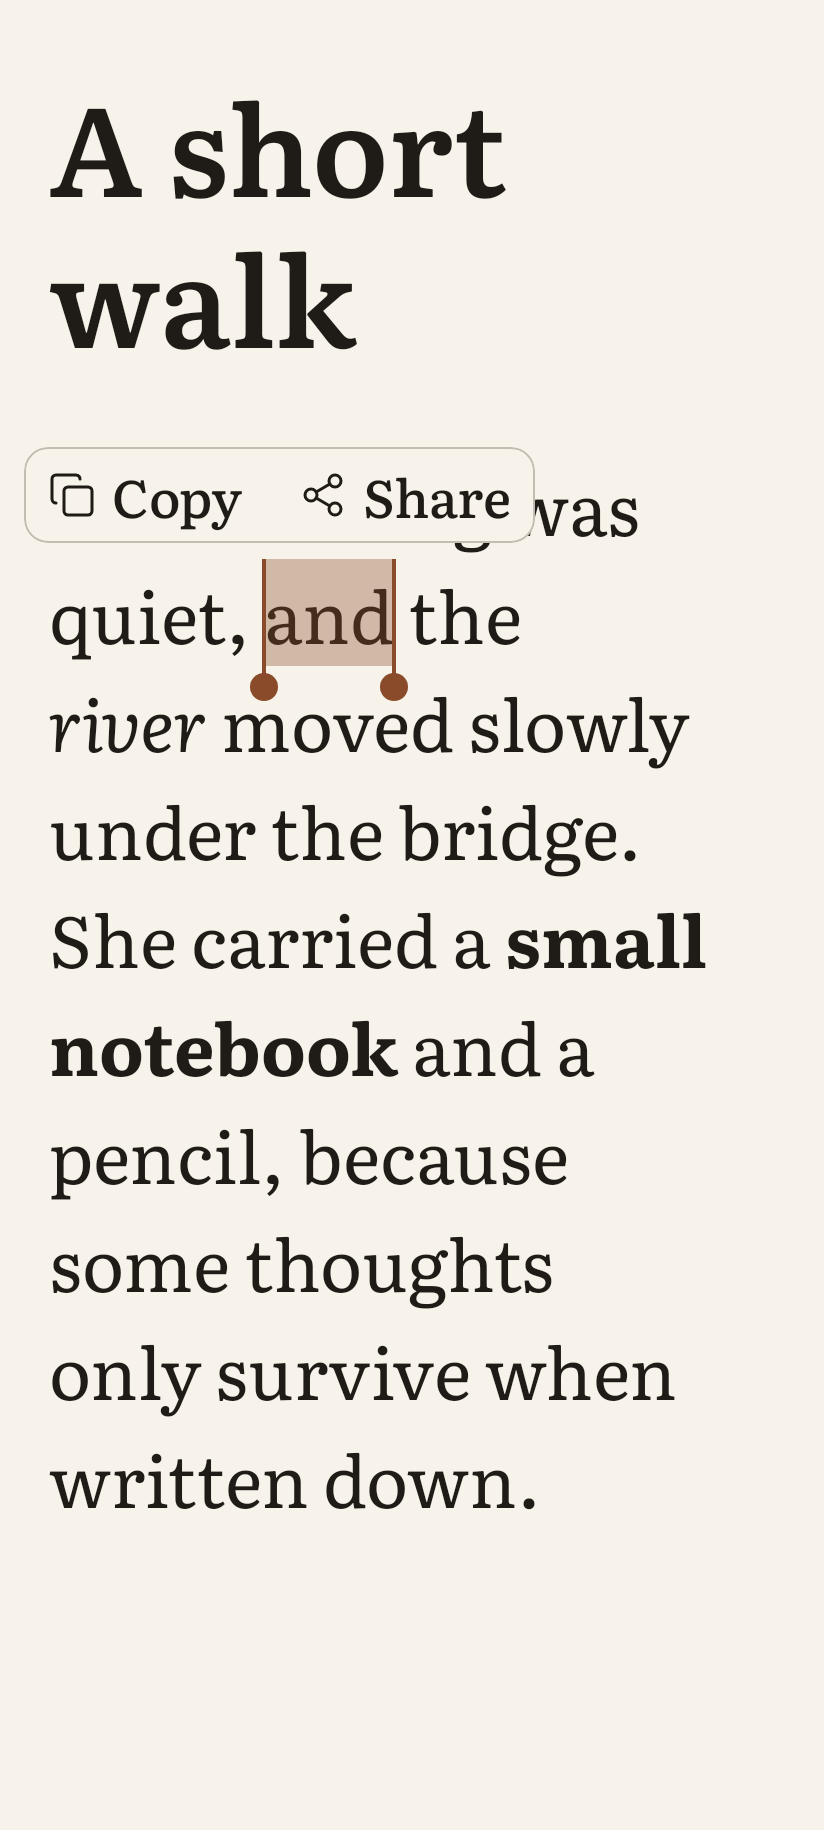 A short
walk
Copy Share
was
quiet, and the
river moved slowly
under the bridge.
She carried a small
notebook and a
pencil, because
some thoughts
only survive when
written down.